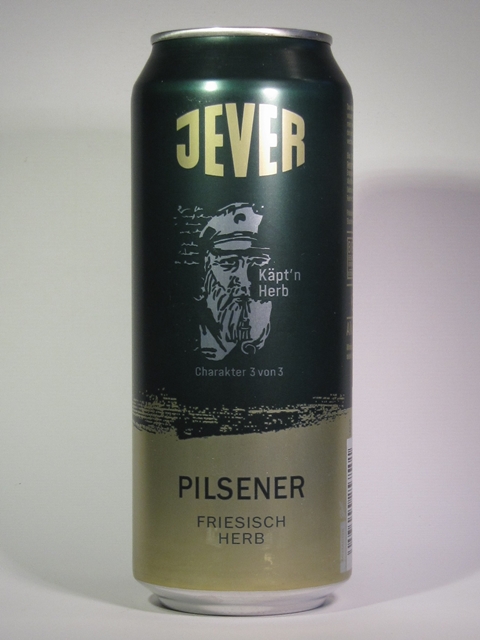 JEVER
Käpt'n
Herb
Charakter 3 von 3
PILSENER
FRIESISCH
HERB